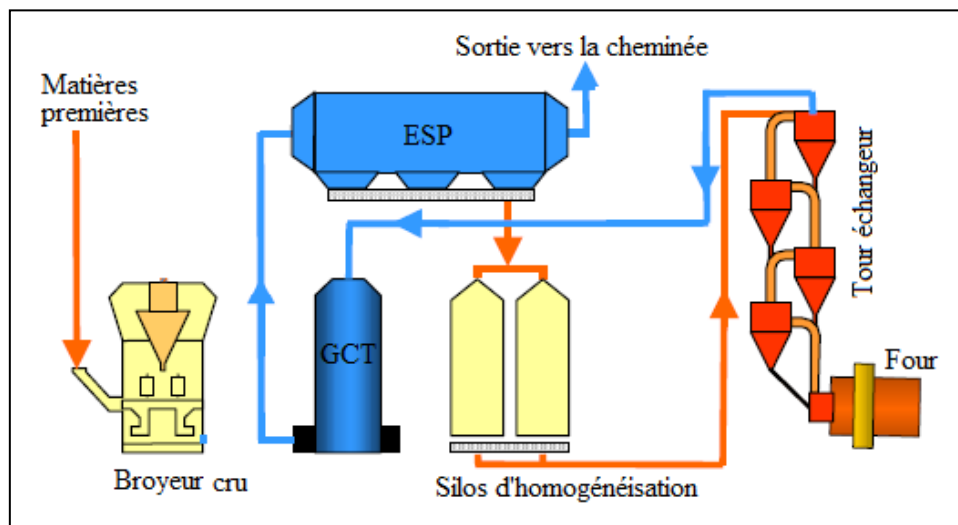 Sortie vers la cheminée
Matières
premières
ESP
Tour échangeur
GCT
Four
Broyeur cru
Silos d'homogénéisation